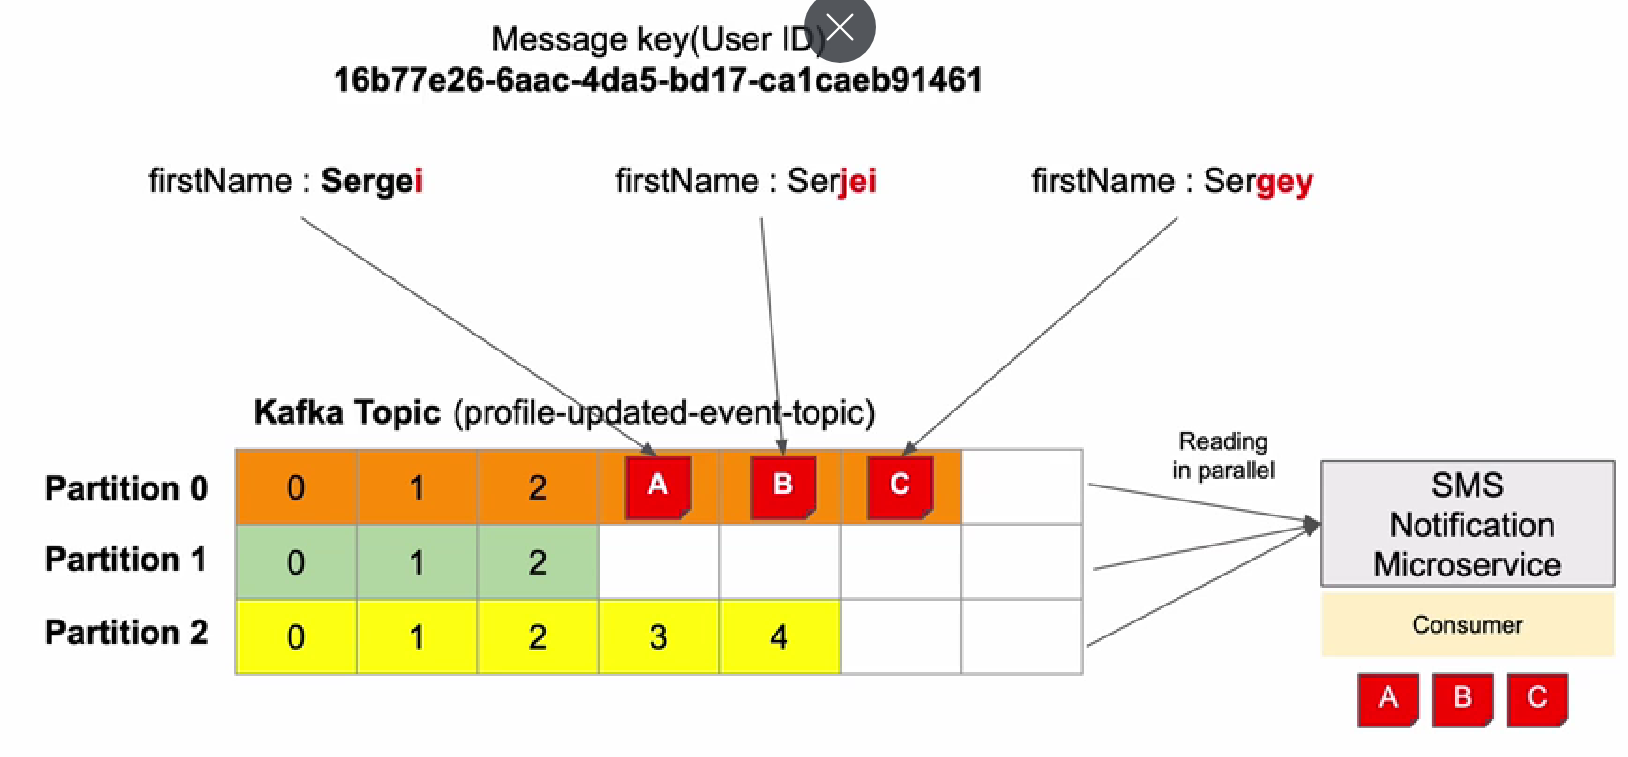 Message key(User ID)
16b77e26-6aac-4da5-bd17-ca1caeb91461
firstName : Sergei
firstName : Serjei
firstName : Sergey
Kafka Topic (profile-updated-event-topic)
Reading
in parallel
Partition 0
0 1 2 A B C
Partition 1
0 1 2
Partition 2
0 1 2 3 4
SMS
Notification
Microservice
Consumer
A B C